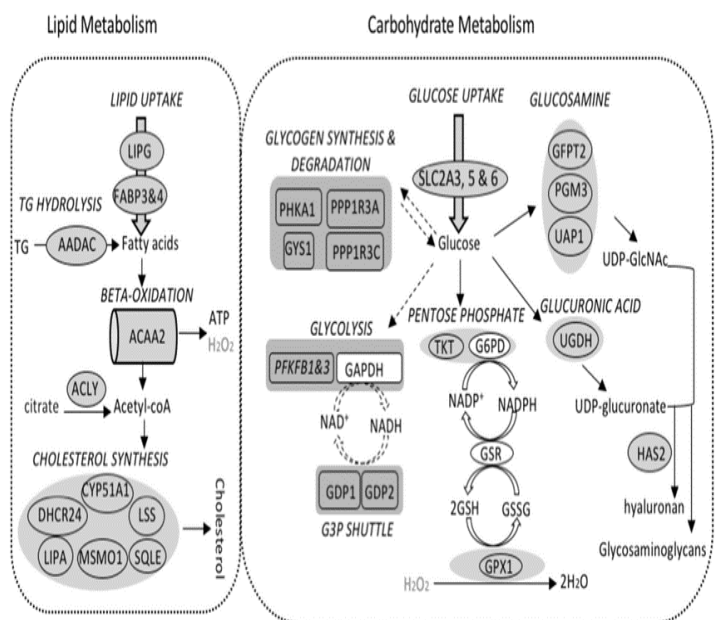 Lipid Metabolism
LIPID UPTAKE
LIPG
FABP3&4
TG HYDROLYSIS
TG
AADAC
Fatty acids
BETA-OXIDATION
ACAA2
ATP
H₂O₂
ACLY
citrate
Acetyl-coA
CHOLESTEROL SYNTHESIS
CYP51A1
DHCR24
LSS
LIPA
MSMO1
SQLE
Cholesterol
Carbohydrate Metabolism
GLUCOSE UPTAKE
GLUCOSAMINE
GLYCOGEN SYNTHESIS &
DEGRADATION
SLC2A3, 5 & 6
GFPT2
PGM3
UAP1
PHKA1
PPP1R3A
GYS1
PPP1R3C
Glucose
UDP-GlcNAc
GLYCOLYSIS
PENTOSE PHOSPHATE
GLUCURONIC ACID
PFKFB1&3
GAPDH
TKT
G6PD
UGDH
NAD⁺
NADH
NADP⁺
NADPH
UDP-glucuronate
GSR
HAS2
GDP1
GDP2
G3P SHUTTLE
2GSH
GSSG
hyaluronan
Glycosaminoglycans
GPX1
H₂O₂
2H₂O